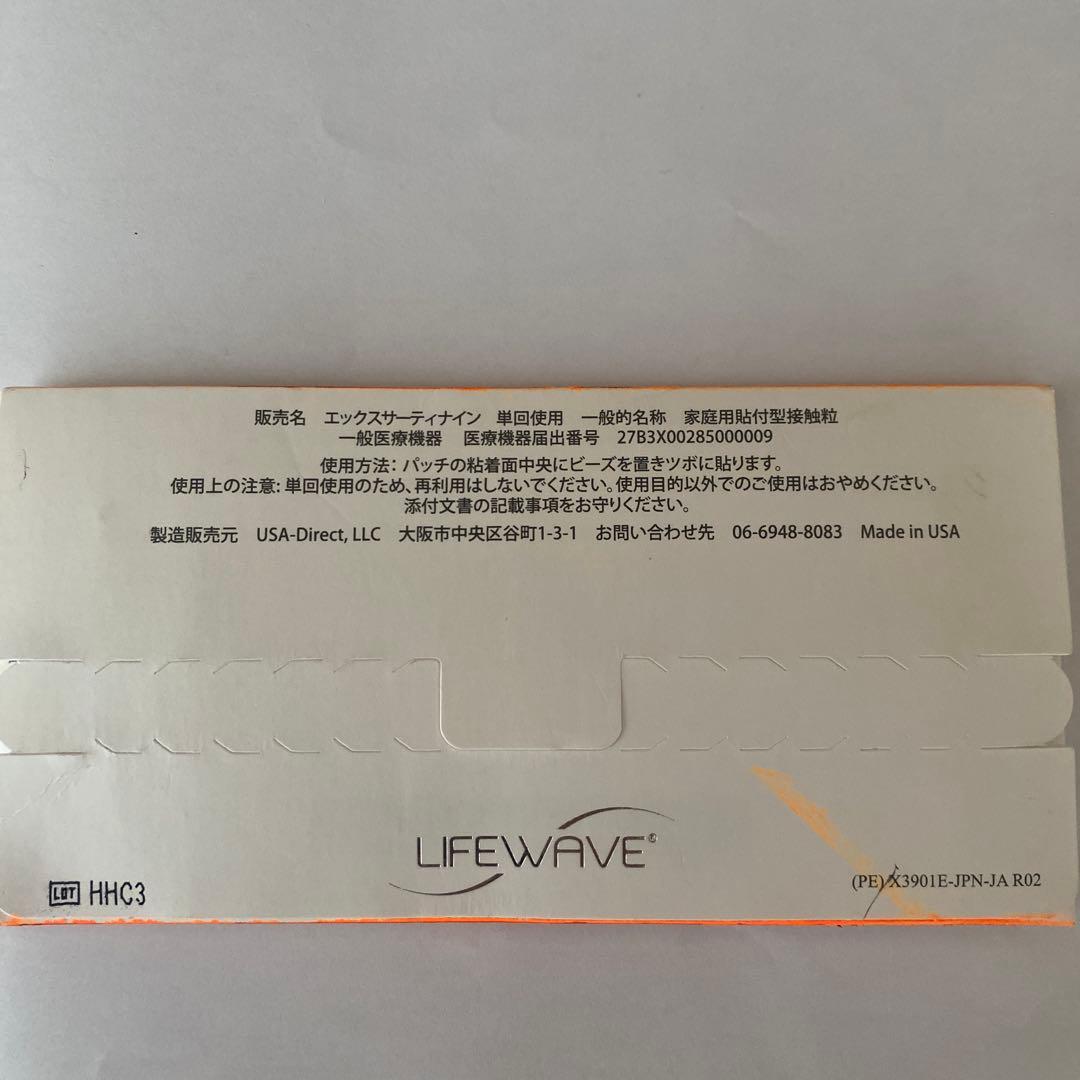 販売名 エックスサーティナイン 単回使用 一般的名称 家庭用貼付型接触粒
一般医療機器 医療機器届出番号 27B3X00285000009
使用方法：パッチの粘着面中央にビーズを置きツボに貼ります。
使用上の注意：単回使用のため、再利用はしないでください。使用目的以外でのご使用はおやめください。
添付文書の記載事項をお守りください。
製造販売元 USA-Direct, LLC 大阪市中央区谷町1-3-1 お問い合わせ先 06-6948-8083 Made in USA
LIFEWAVE®
LOT HHC3
(PE) X3901E-JPN-JA R02